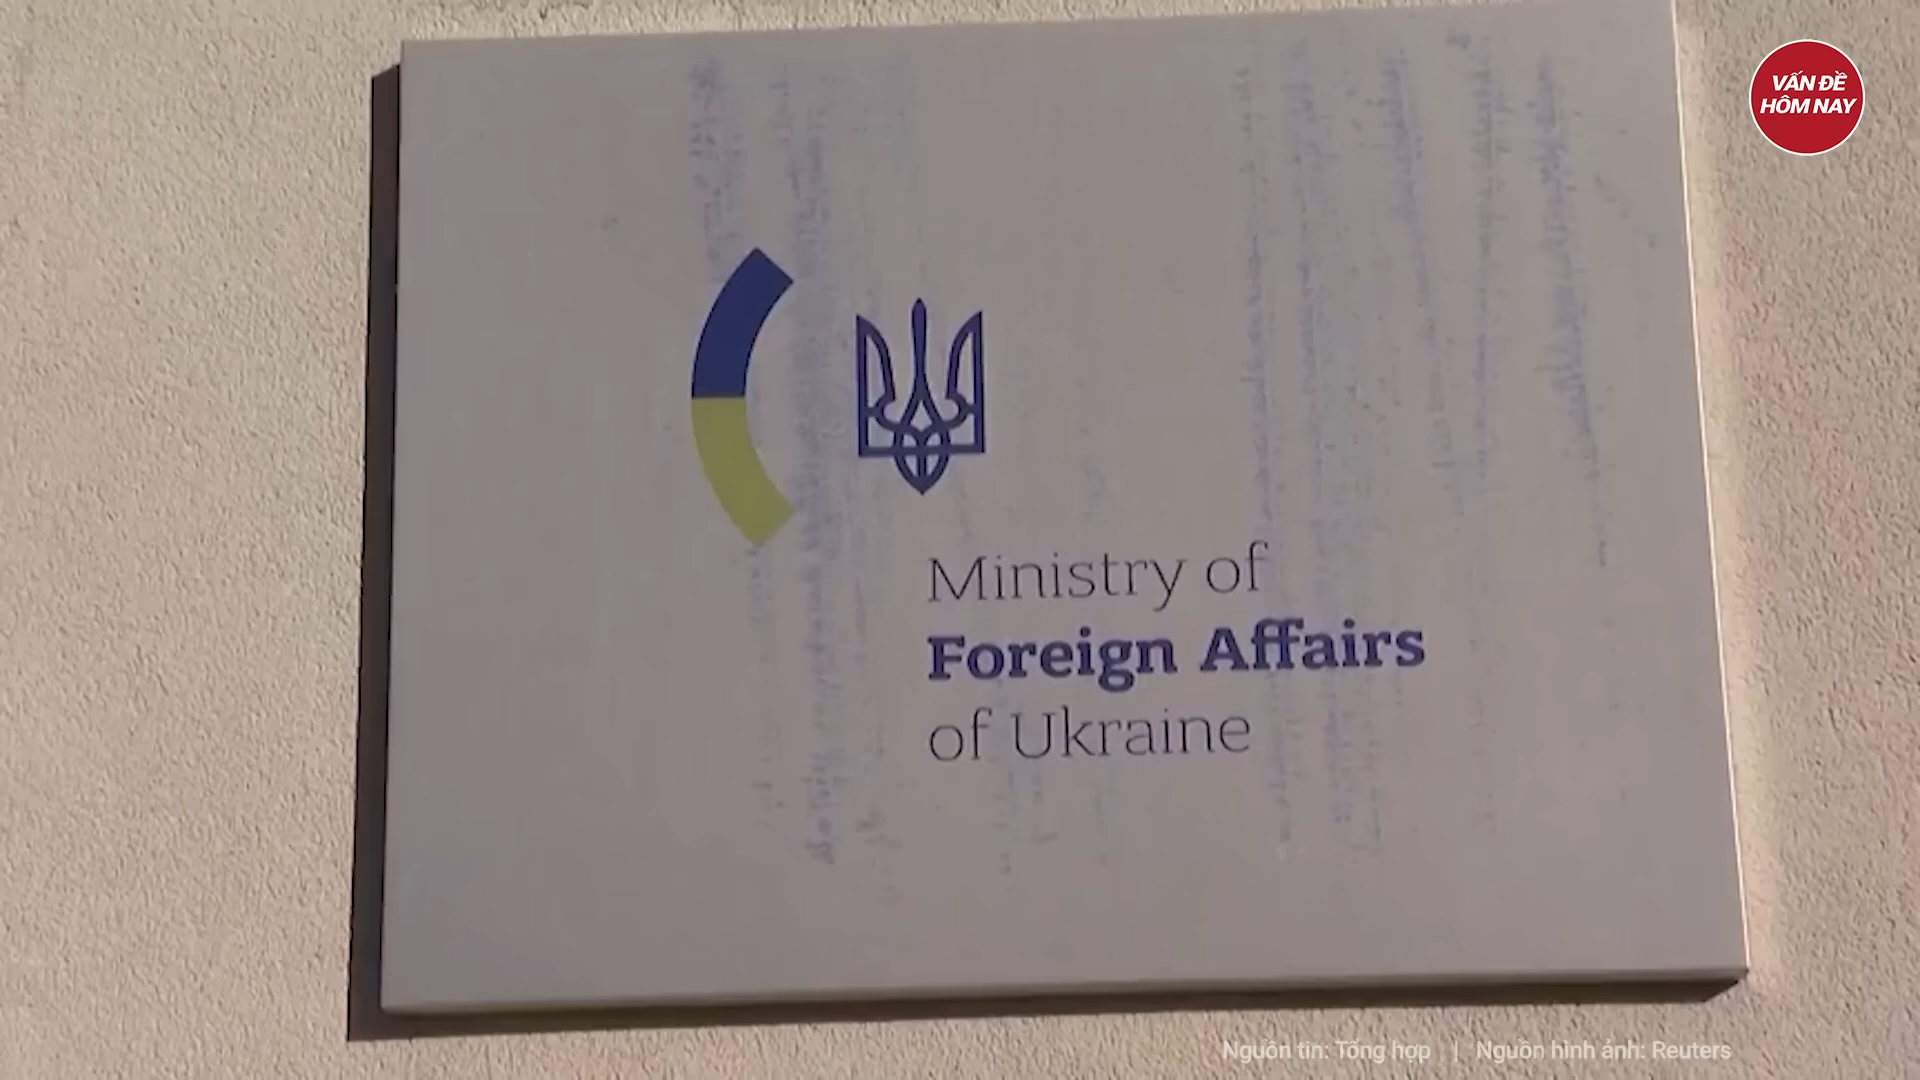 VẤN ĐỀ
HÔM NAY
Ministry of
Foreign Affairs
of Ukraine
Nguồn tin: Tổng hợp | Nguồn hình ảnh: Reuters